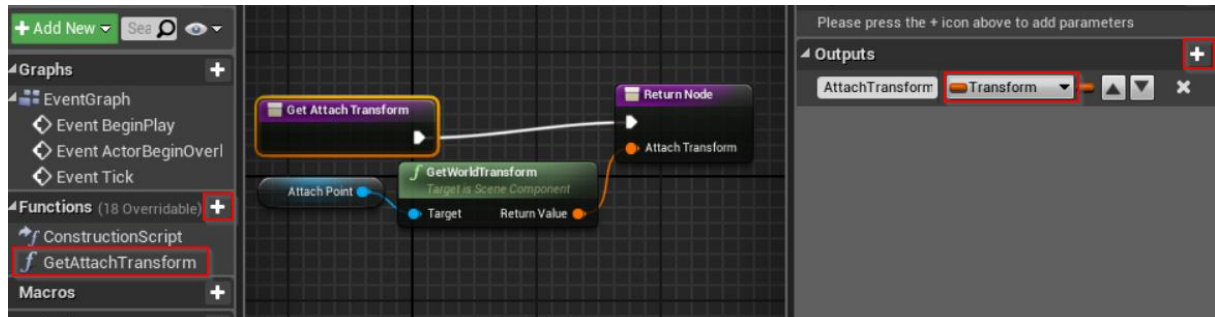 Add New
Sea
Graphs
EventGraph
Event BeginPlay
Event ActorBeginOverl
Event Tick
Functions (18 Overridable)
ConstructionScript
f GetAttachTransform
Macros
Get Attach Transform
Attach Point
f GetWorldTransform
Target is Scene Component
Target Return Value
Return Node
Attach Transform
Please press the + icon above to add parameters
Outputs
AttachTransform Transform